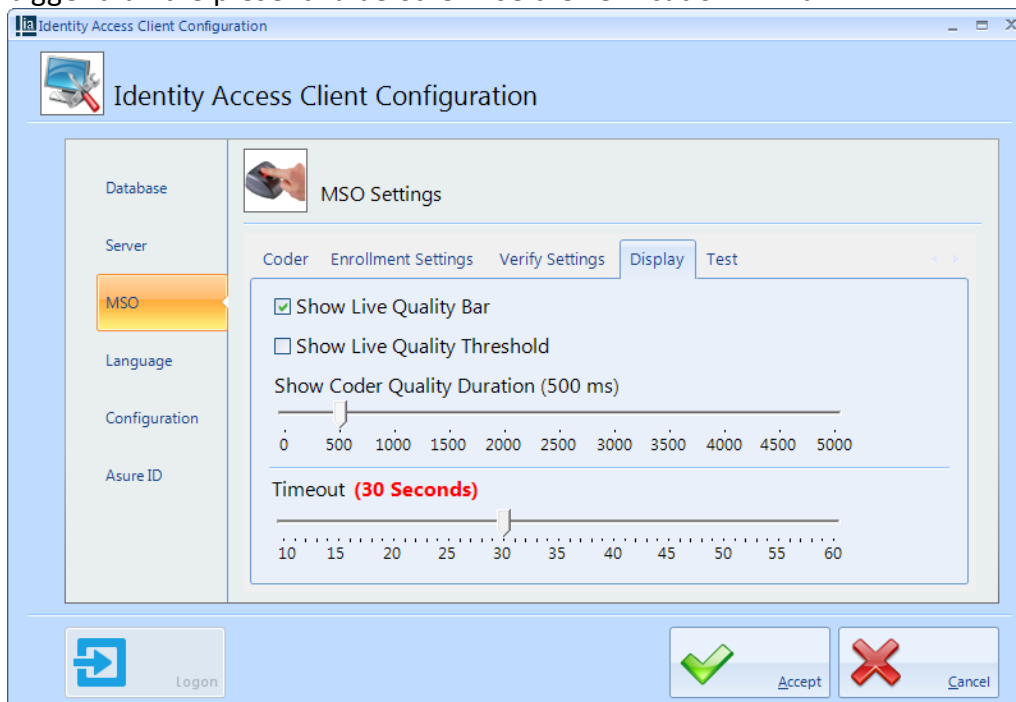 ia Identity Access Client Configuration
Identity Access Client Configuration
Database
Server
MSO
Language
Configuration
Asure ID
MSO Settings
Coder Enrollment Settings Verify Settings Display Test
Show Live Quality Bar
Show Live Quality Threshold
Show Coder Quality Duration (500 ms)
0 500 1000 1500 2000 2500 3000 3500 4000 4500 5000
Timeout (30 Seconds)
10 15 20 25 30 35 40 45 50 55 60
Logon
Accept
Cancel